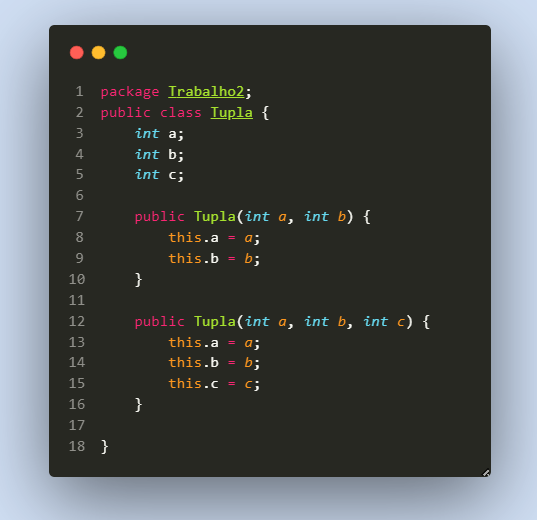 1 package Trabalho2;
2 public class Tupla {
3     int a;
4     int b;
5     int c;
6
7     public Tupla(int a, int b) {
8         this.a = a;
9         this.b = b;
10     }
11
12     public Tupla(int a, int b, int c) {
13         this.a = a;
14         this.b = b;
15         this.c = c;
16     }
17
18 }